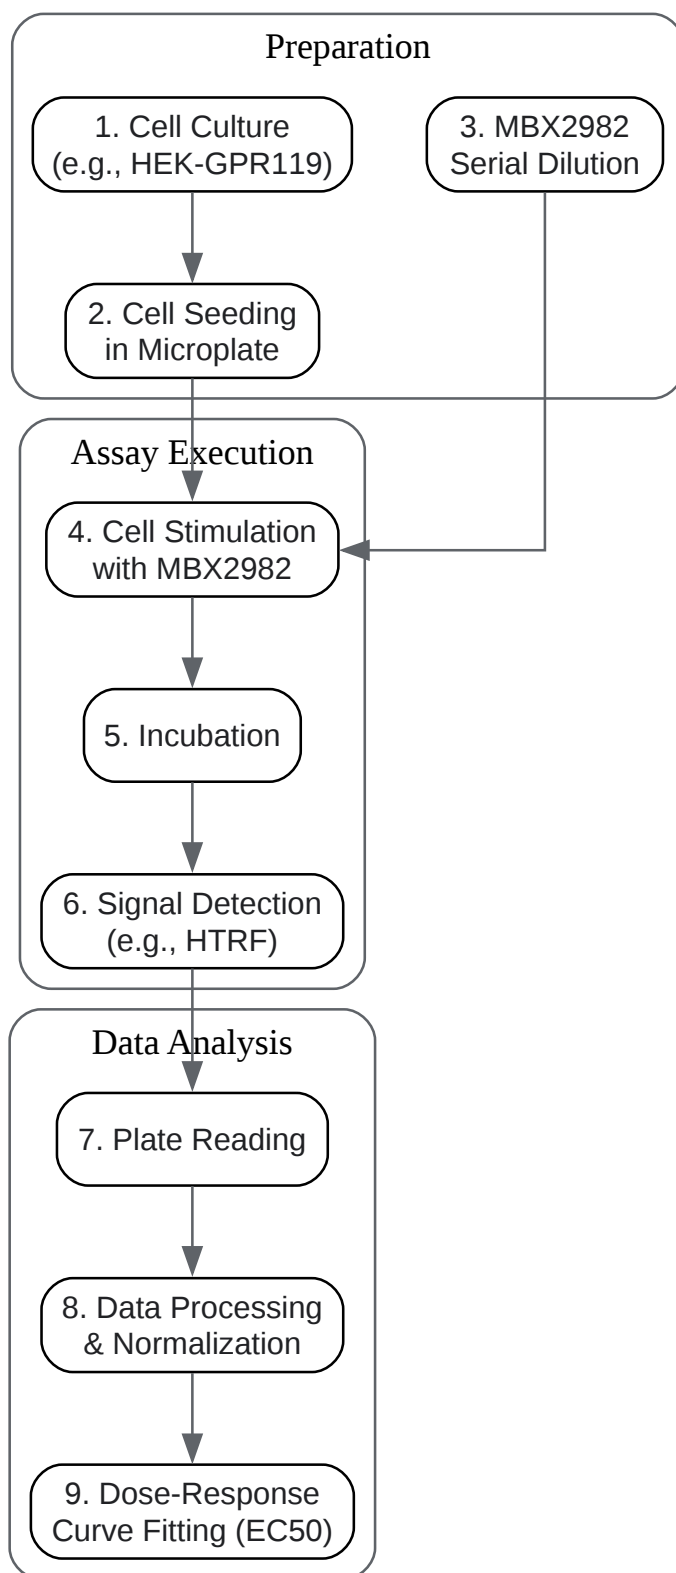 Preparation
1. Cell Culture
(e.g., HEK-GPR119)
3. MBX2982
Serial Dilution
2. Cell Seeding
in Microplate
Assay Execution
4. Cell Stimulation
with MBX2982
5. Incubation
6. Signal Detection
(e.g., HTRF)
Data Analysis
7. Plate Reading
8. Data Processing
& Normalization
9. Dose-Response
Curve Fitting (EC50)